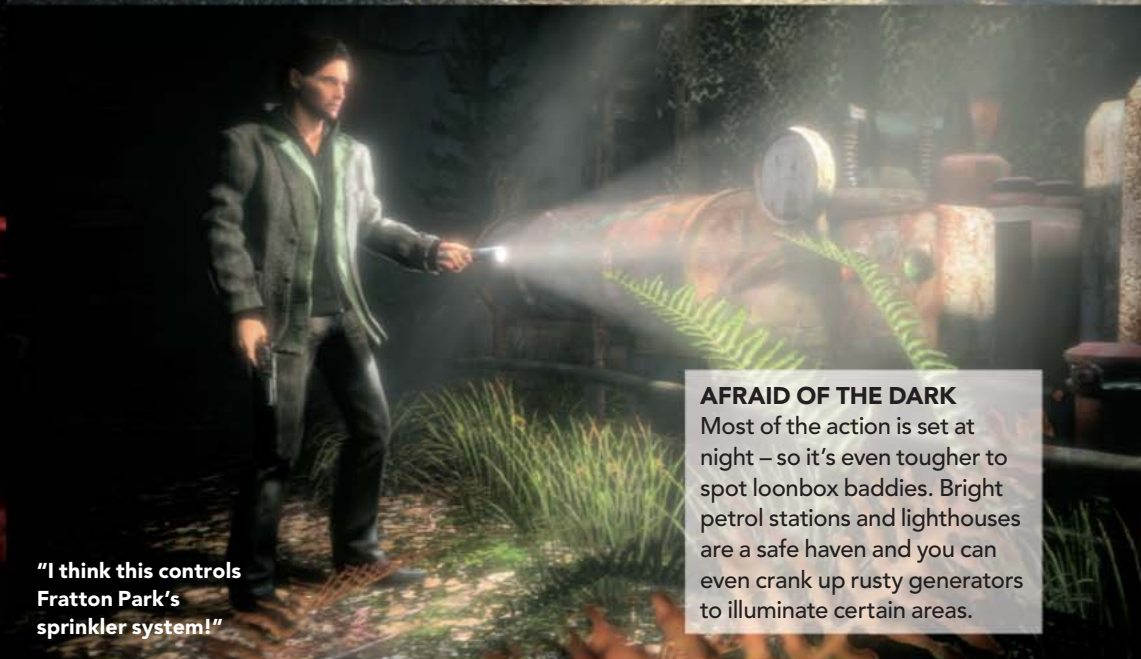 AFRAID OF THE DARK
Most of the action is set at
night – so it's even tougher to
spot loonbox baddies. Bright
petrol stations and lighthouses
are a safe haven and you can
even crank up rusty generators
to illuminate certain areas.
"I think this controls
Fratton Park's
sprinkler system!"